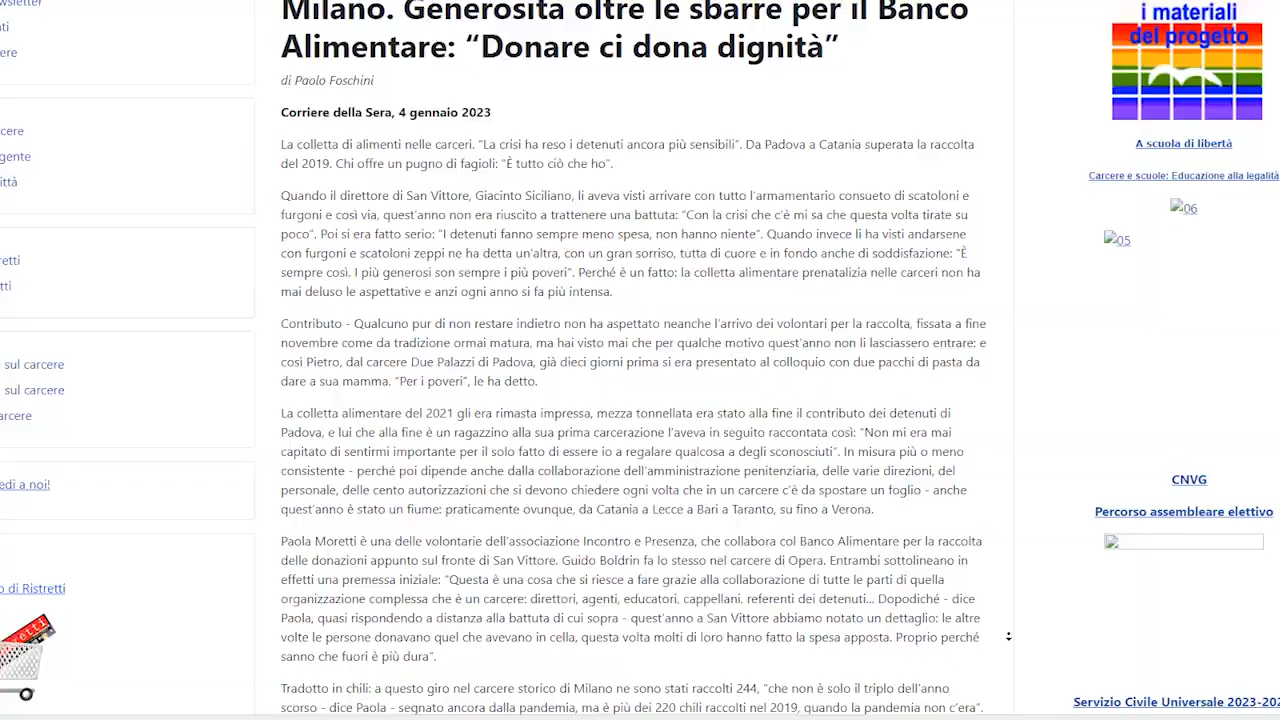 wsletter
ti
ere
cere
gente
ittà
retti
tti
sul carcere
sul carcere
arcere
edi a noi!
o di Ristretti
retti
Milano. Generosità oltre le sbarre per il Banco
Alimentare: “Donare ci dona dignità”
di Paolo Foschini
Corriere della Sera, 4 gennaio 2023
La colletta di alimenti nelle carceri. “La crisi ha reso i detenuti ancora più sensibili”. Da Padova a Catania superata la raccolta
del 2019. Chi offre un pugno di fagioli: “È tutto ciò che ho”.
Quando il direttore di San Vittore, Giacinto Siciliano, li aveva visti arrivare con tutto l’armamentario consueto di scatoloni e
furgoni e così via, quest’anno non era riuscito a trattenere una battuta: “Con la crisi che c’è mi sa che questa volta tirate su
poco”. Poi si era fatto serio: “I detenuti fanno sempre meno spesa, non hanno niente”. Quando invece li ha visti andarsene
con furgoni e scatoloni zeppi ne ha detta un’altra, con un gran sorriso, tutta di cuore e in fondo anche di soddisfazione: “È
sempre così. I più generosi son sempre i più poveri”. Perché è un fatto: la colletta alimentare prenatalizia nelle carceri non ha
mai deluso le aspettative e anzi ogni anno si fa più intensa.
Contributo - Qualcuno pur di non restare indietro non ha aspettato neanche l’arrivo dei volontari per la raccolta, fissata a fine
novembre come da tradizione ormai matura, ma hai visto mai che per qualche motivo quest’anno non li lasciassero entrare: e
così Pietro, dal carcere Due Palazzi di Padova, già dieci giorni prima si era presentato al colloquio con due pacchi di pasta da
dare a sua mamma. “Per i poveri”, le ha detto.
La colletta alimentare del 2021 gli era rimasta impressa, mezza tonnellata era stato alla fine il contributo dei detenuti di
Padova, e lui che alla fine è un ragazzino alla sua prima carcerazione l’aveva in seguito raccontata così: “Non mi era mai
capitato di sentirmi importante per il solo fatto di essere io a regalare qualcosa a degli sconosciuti”. In misura più o meno
consistente - perché poi dipende anche dalla collaborazione dell’amministrazione penitenziaria, delle varie direzioni, del
personale, delle cento autorizzazioni che si devono chiedere ogni volta che in un carcere c’è da spostare un foglio - anche
quest’anno è stato un fiume: praticamente ovunque, da Catania a Lecce a Bari a Taranto, su fino a Verona.
Paola Moretti è una delle volontarie dell’associazione Incontro e Presenza, che collabora col Banco Alimentare per la raccolta
delle donazioni appunto sul fronte di San Vittore. Guido Boldrin fa lo stesso nel carcere di Opera. Entrambi sottolineano in
effetti una premessa iniziale: “Questa è una cosa che si riesce a fare grazie alla collaborazione di tutte le parti di quella
organizzazione complessa che è un carcere: direttori, agenti, educatori, cappellani, referenti dei detenuti... Dopodiché - dice
Paola, quasi rispondendo a distanza alla battuta di cui sopra - quest’anno a San Vittore abbiamo notato un dettaglio: le altre
volte le persone donavano quel che avevano in cella, questa volta molti di loro hanno fatto la spesa apposta. Proprio perché
sanno che fuori è più dura”.
Tradotto in chili: a questo giro nel carcere storico di Milano ne sono stati raccolti 244, “che non è solo il triplo dell’anno
scorso - dice Paola - segnato ancora dalla pandemia, ma è più dei 220 chili raccolti nel 2019, quando la pandemia non c’era”.
i materiali
del progetto
A scuola di libertà
Carcere e scuole: Educazione alla legalità
06
05
CNVG
Percorso assembleare elettivo
Servizio Civile Universale 2023-202